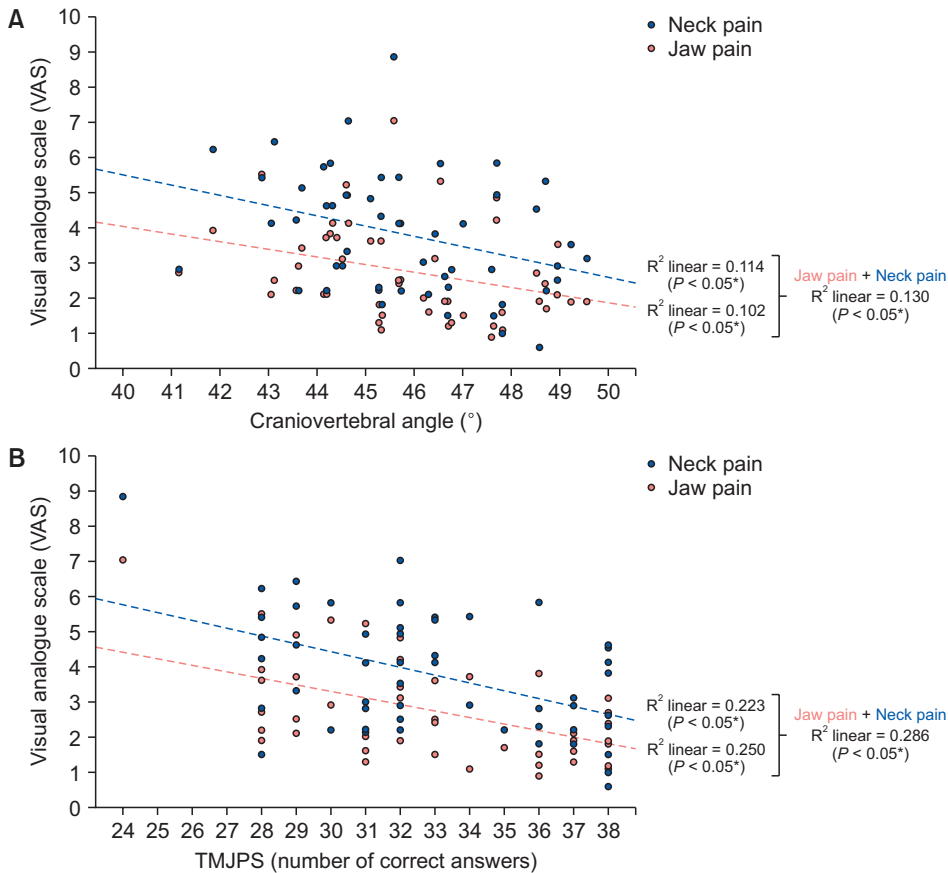 A
Visual analogue scale (VAS)
10
9
8
7
6
5
4
3
2
1
0
40 41 42 43 44 45 46 47 48 49 50
Craniovertebral angle (°)
Neck pain
Jaw pain
R² linear = 0.114
(P < 0.05*)
R² linear = 0.102
(P < 0.05*)
Jaw pain + Neck pain
R² linear = 0.130
(P < 0.05*)
B
Visual analogue scale (VAS)
10
9
8
7
6
5
4
3
2
1
0
24 25 26 27 28 29 30 31 32 33 34 35 36 37 38
TMJPS (number of correct answers)
Neck pain
Jaw pain
R² linear = 0.223
(P < 0.05*)
R² linear = 0.250
(P < 0.05*)
Jaw pain + Neck pain
R² linear = 0.286
(P < 0.05*)